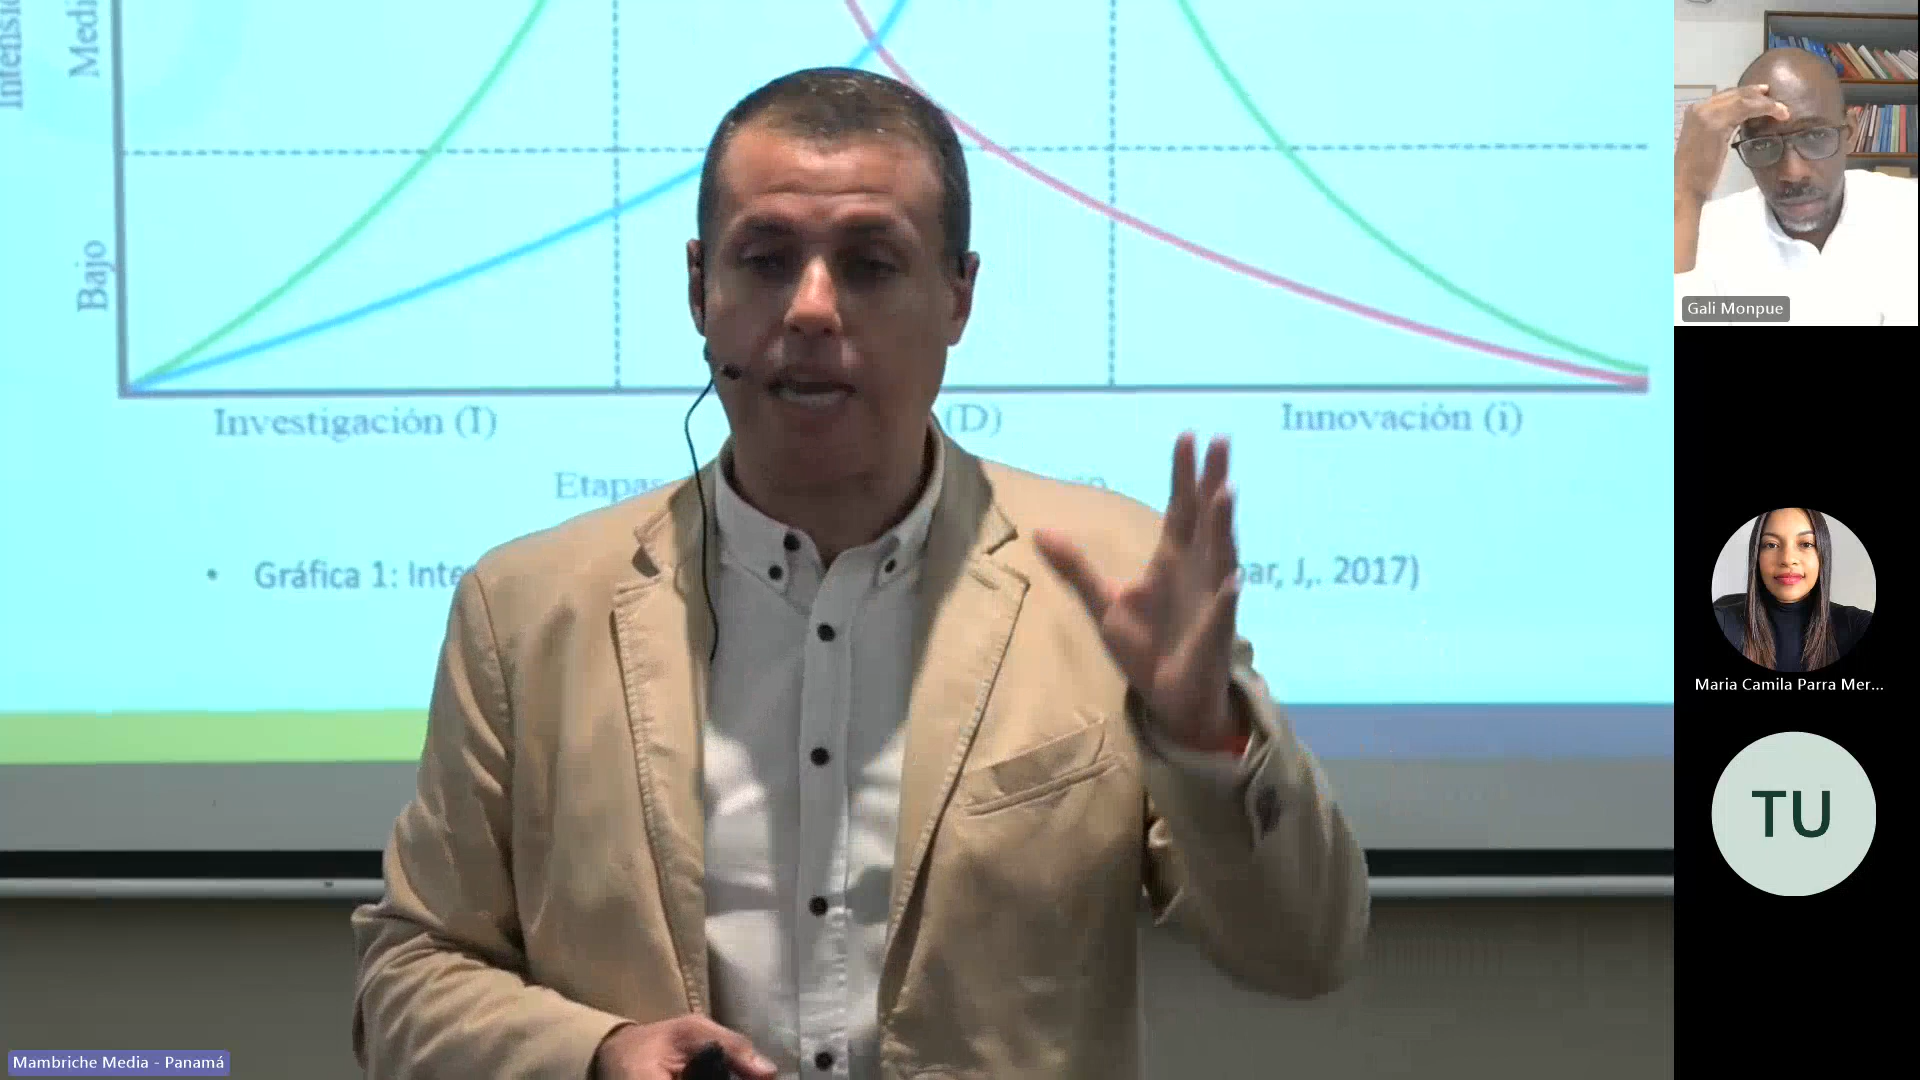 Medi
Bajo
Investigación (I)
(D)
Innovación (i)
Etapas
Gráfica 1: Inte
bar, J,. 2017)
Gali Monpue
Maria Camila Parra Mer...
TU
Mambriche Media - Panamá